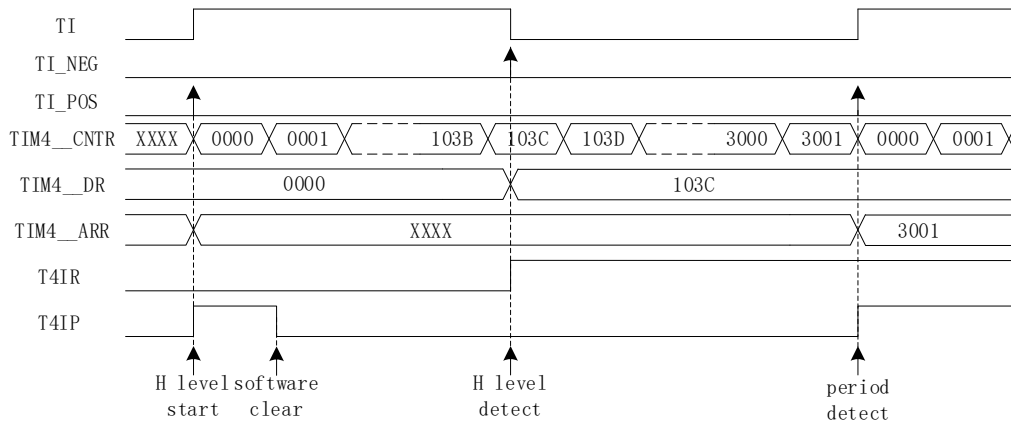 TI
TI_NEG
TI_POS
TIM4__CNTR XXXX 0000 0001 103B 103C 103D 3000 3001 0000 0001
TIM4__DR 0000 103C
TIM4__ARR XXXX 3001
T4IR
T4IP
H level software H level period
start clear detect detect